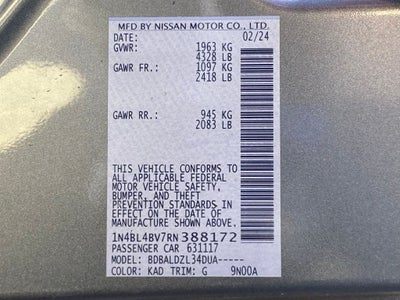 MFD BY NISSAN MOTOR CO., LTD.
DATE: 02/24
GVWR: 1963 KG
4328 LB
GAWR FR.: 1097 KG
2418 LB
GAWR RR.: 945 KG
2083 LB
THIS VEHICLE CONFORMS TO
ALL APPLICABLE FEDERAL
MOTOR VEHICLE SAFETY,
BUMPER, AND THEFT
PREVENTION STANDARDS IN
EFFECT ON THE DATE OF
MANUFACTURE SHOWN ABOVE.
1N4BL4BV7RN388172
PASSENGER CAR 631117
MODEL: BDBALDZL34DUA-----
COLOR: KAD TRIM: G 9N00A